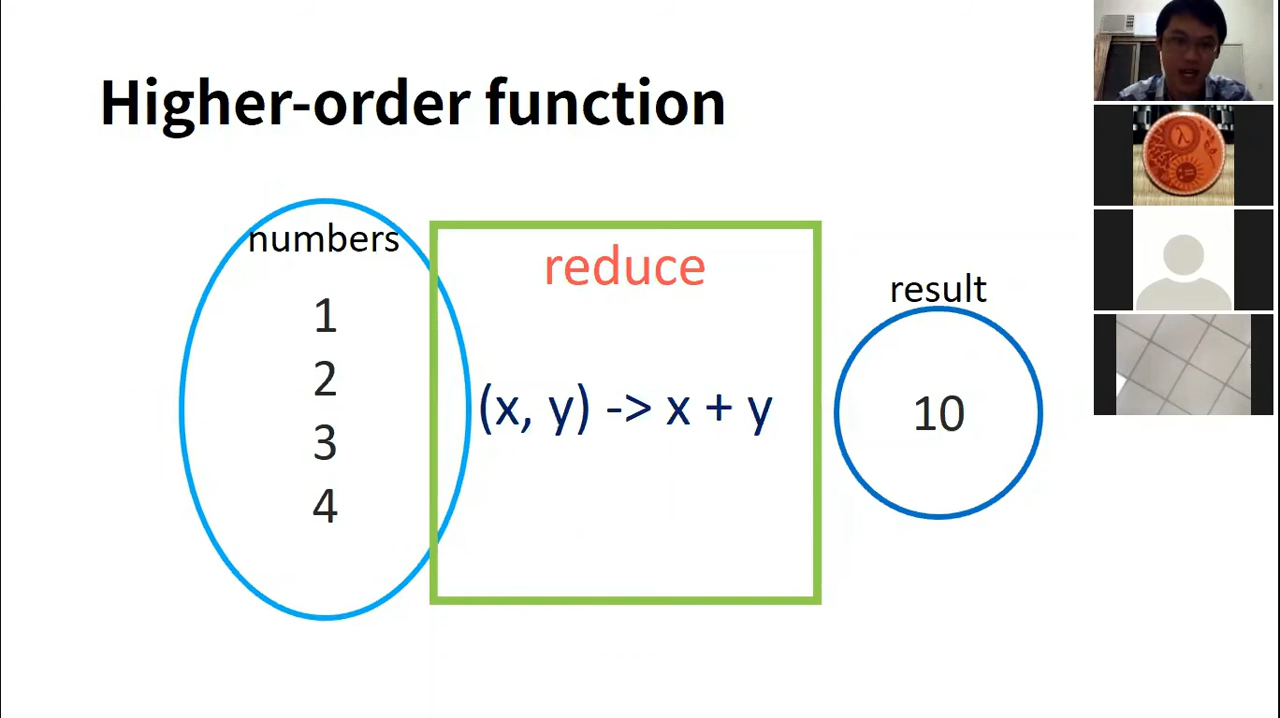 Higher-order function
numbers
1
2
3
4
reduce
(x, y) -> x + y
result
10
λ